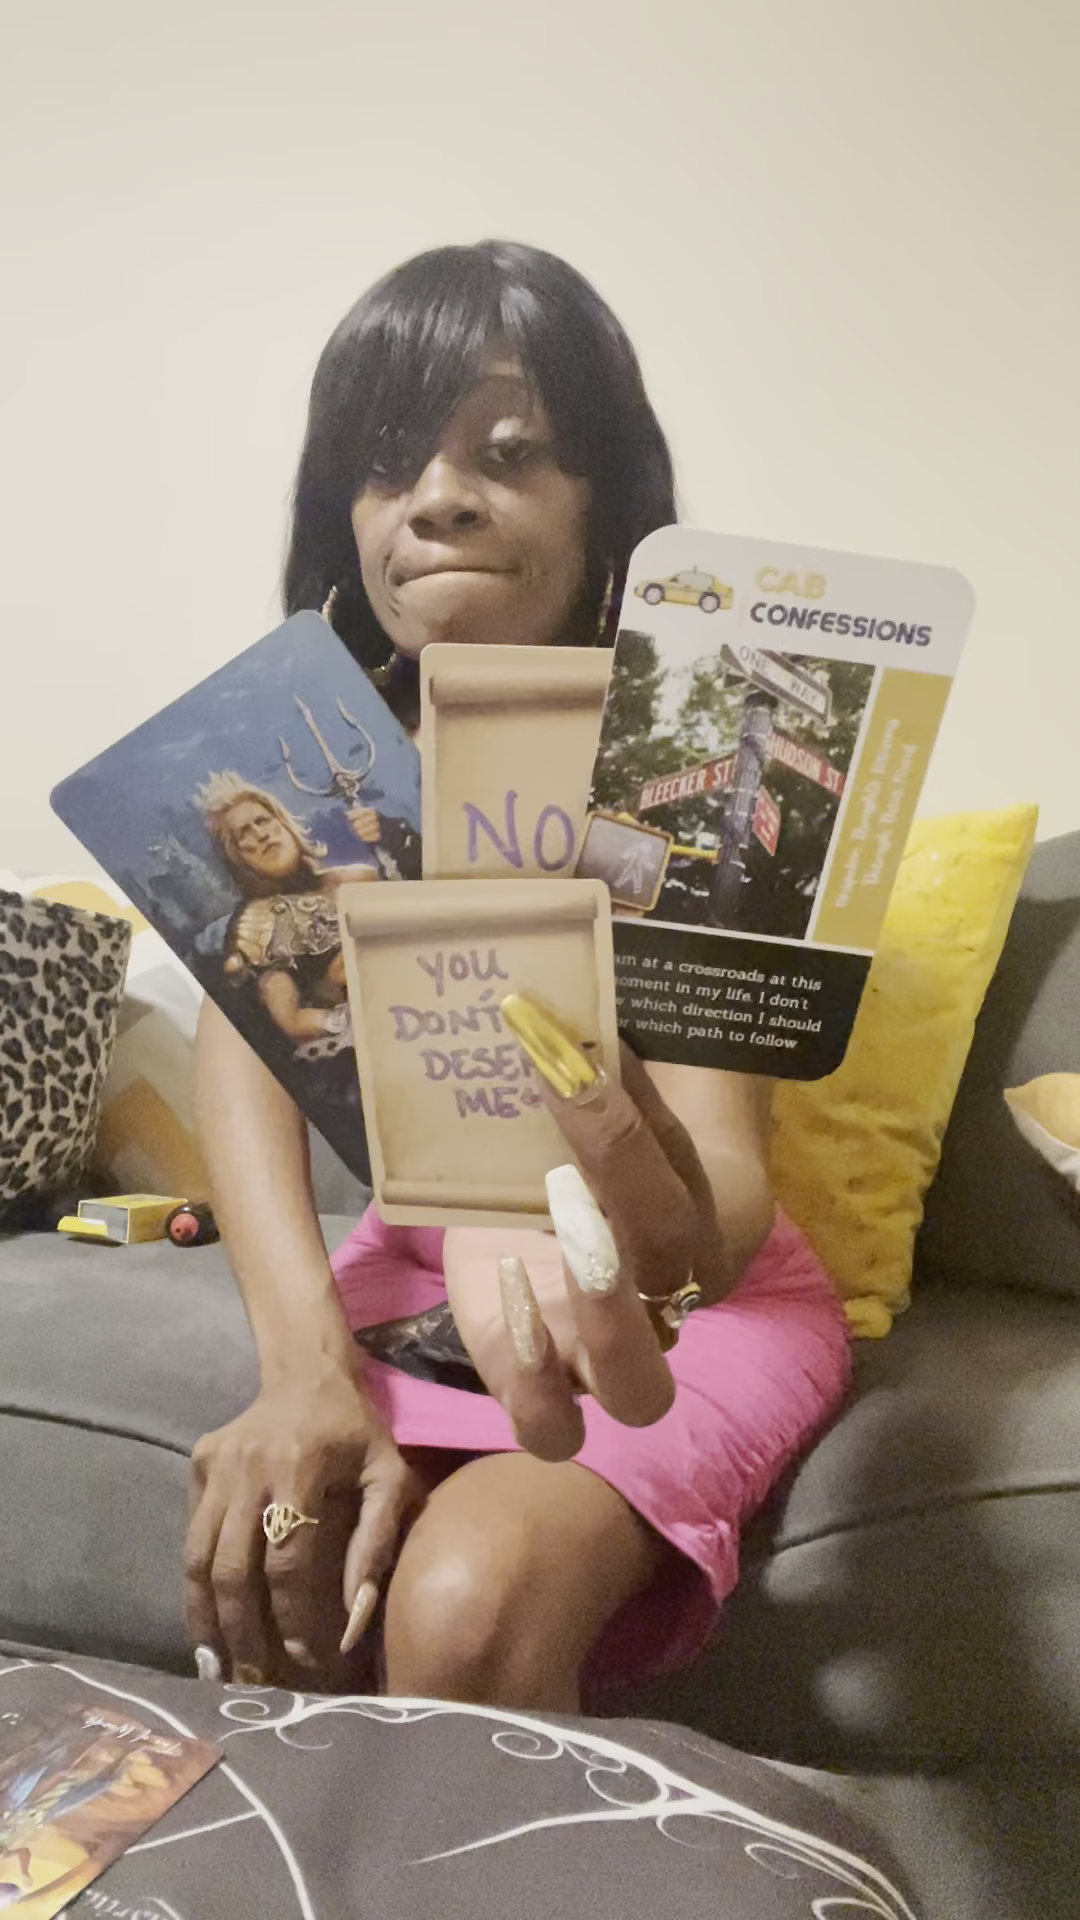 CAB
CONFESSIONS
ONE WAY
BLEECKER ST
HUDSON ST
NO
am at a crossroads at this
moment in my life. I don't
which direction I should
or which path to follow
YOU
DON'T
DESER
ME